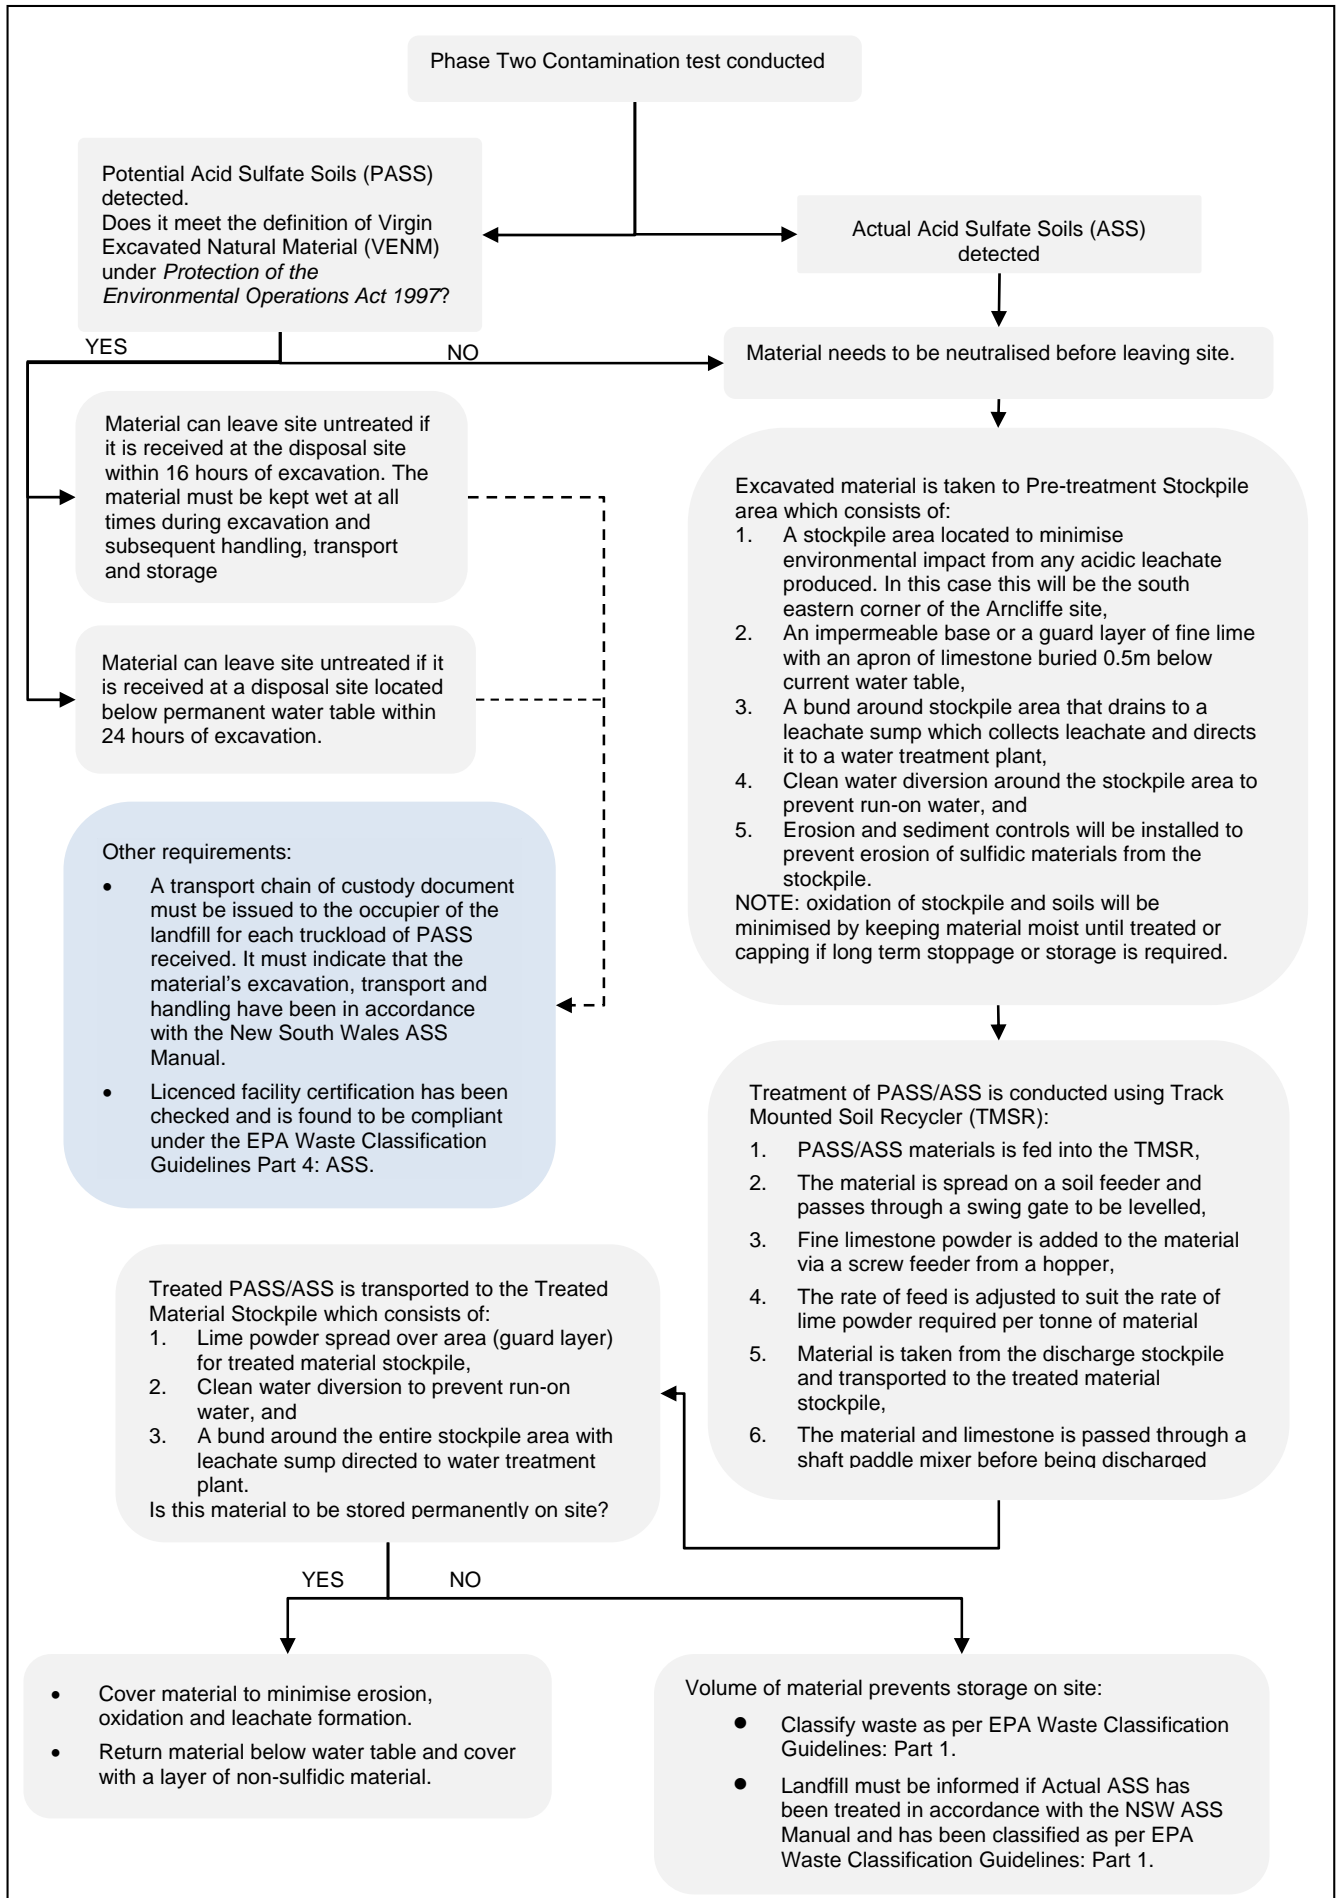 Phase Two Contamination test conducted
Potential Acid Sulfate Soils (PASS)
detected.
Does it meet the definition of Virgin
Excavated Natural Material (VENM)
under Protection of the
Environmental Operations Act 1997?
Actual Acid Sulfate Soils (ASS)
detected
YES
NO
Material needs to be neutralised before leaving site.
Material can leave site untreated if
it is received at the disposal site
within 16 hours of excavation. The
material must be kept wet at all
times during excavation and
subsequent handling, transport
and storage
Material can leave site untreated if it
is received at a disposal site located
below permanent water table within
24 hours of excavation.
Other requirements:
• A transport chain of custody document
must be issued to the occupier of the
landfill for each truckload of PASS
received. It must indicate that the
material's excavation, transport and
handling have been in accordance
with the New South Wales ASS
Manual.
• Licenced facility certification has been
checked and is found to be compliant
under the EPA Waste Classification
Guidelines Part 4: ASS.
Excavated material is taken to Pre-treatment Stockpile
area which consists of:
1. A stockpile area located to minimise
environmental impact from any acidic leachate
produced. In this case this will be the south
eastern corner of the Arncliffe site,
2. An impermeable base or a guard layer of fine lime
with an apron of limestone buried 0.5m below
current water table,
3. A bund around stockpile area that drains to a
leachate sump which collects leachate and directs
it to a water treatment plant,
4. Clean water diversion around the stockpile area to
prevent run-on water, and
5. Erosion and sediment controls will be installed to
prevent erosion of sulfidic materials from the
stockpile.
NOTE: oxidation of stockpile and soils will be
minimised by keeping material moist until treated or
capping if long term stoppage or storage is required.
Treatment of PASS/ASS is conducted using Track
Mounted Soil Recycler (TMSR):
1. PASS/ASS materials is fed into the TMSR,
2. The material is spread on a soil feeder and
passes through a swing gate to be levelled,
3. Fine limestone powder is added to the material
via a screw feeder from a hopper,
4. The rate of feed is adjusted to suit the rate of
lime powder required per tonne of material
5. Material is taken from the discharge stockpile
and transported to the treated material
stockpile,
6. The material and limestone is passed through a
shaft paddle mixer before being discharged
Treated PASS/ASS is transported to the Treated
Material Stockpile which consists of:
1. Lime powder spread over area (guard layer)
for treated material stockpile,
2. Clean water diversion to prevent run-on
water, and
3. A bund around the entire stockpile area with
leachate sump directed to water treatment
plant.
Is this material to be stored permanently on site?
YES
NO
• Cover material to minimise erosion,
oxidation and leachate formation.
• Return material below water table and cover
with a layer of non-sulfidic material.
Volume of material prevents storage on site:
• Classify waste as per EPA Waste Classification
Guidelines: Part 1.
• Landfill must be informed if Actual ASS has
been treated in accordance with the NSW ASS
Manual and has been classified as per EPA
Waste Classification Guidelines: Part 1.